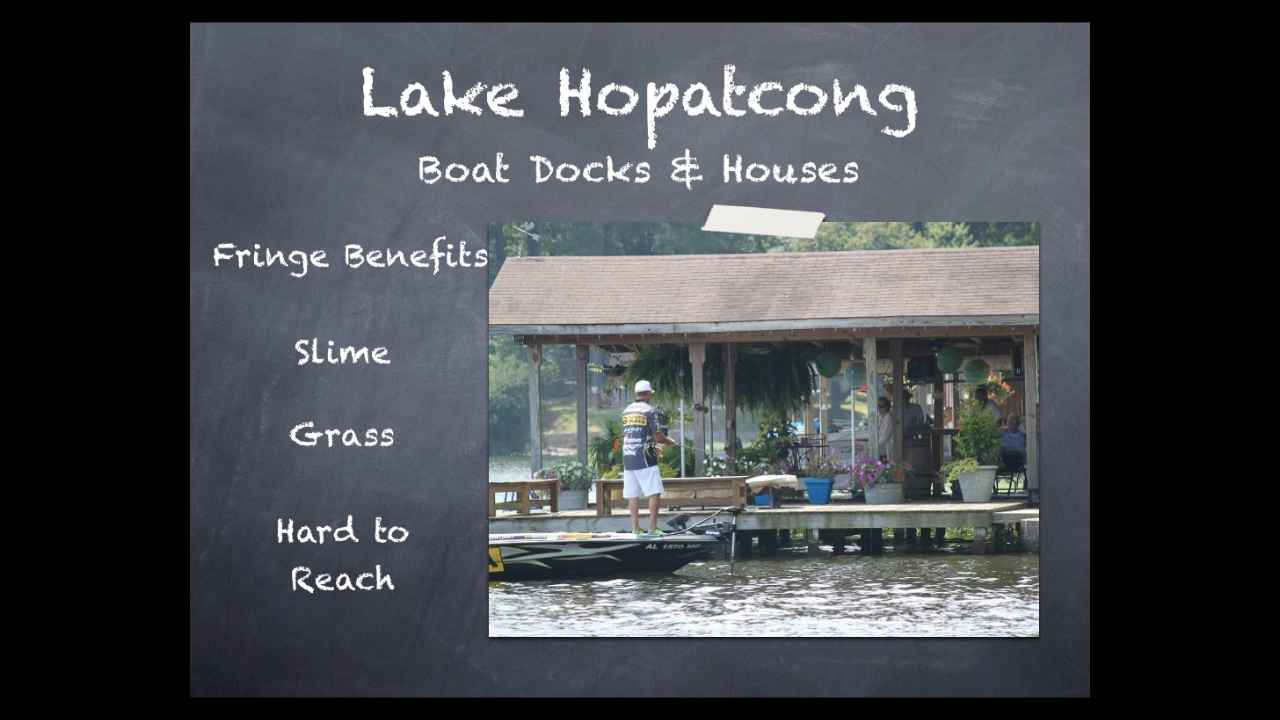 Lake Hopatcong
Boat Docks & Houses
Fringe Benefits
Slime
Grass
Hard to
Reach